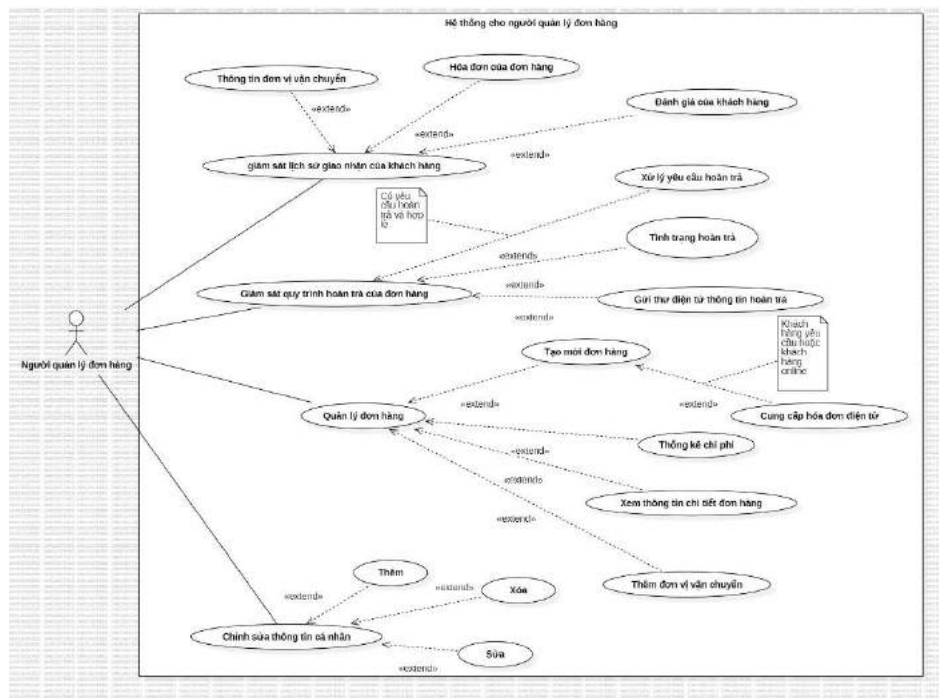 Hệ thống cho người quản lý đơn hàng
Thông tin đơn vị vận chuyển
Hóa đơn của đơn hàng
«extend»
Đánh giá của khách hàng
«extend»
«extend»
giám sát lịch sử giao nhận của khách hàng
Xử lý yêu cầu hoàn trả
Có yêu
cầu hoàn
trả và hợp
lệ
Tình trạng hoàn trả
«extend»
Giám sát quy trình hoàn trả của đơn hàng
«extend»
Gửi thư điện tử thông tin hoàn trả
«extend»
Khách
hàng yêu
cầu hoặc
khách
hàng
online
Người quản lý đơn hàng
Tạo mới đơn hàng
Quản lý đơn hàng
«extend»
«extend»
Cung cấp hóa đơn điện tử
Thống kê chi phí
«extend»
«extend»
Xem thông tin chi tiết đơn hàng
«extend»
Thêm đơn vị vận chuyển
Thêm
«extend»
«extend»
Xóa
Chỉnh sửa thông tin cá nhân
Sửa
«extend»